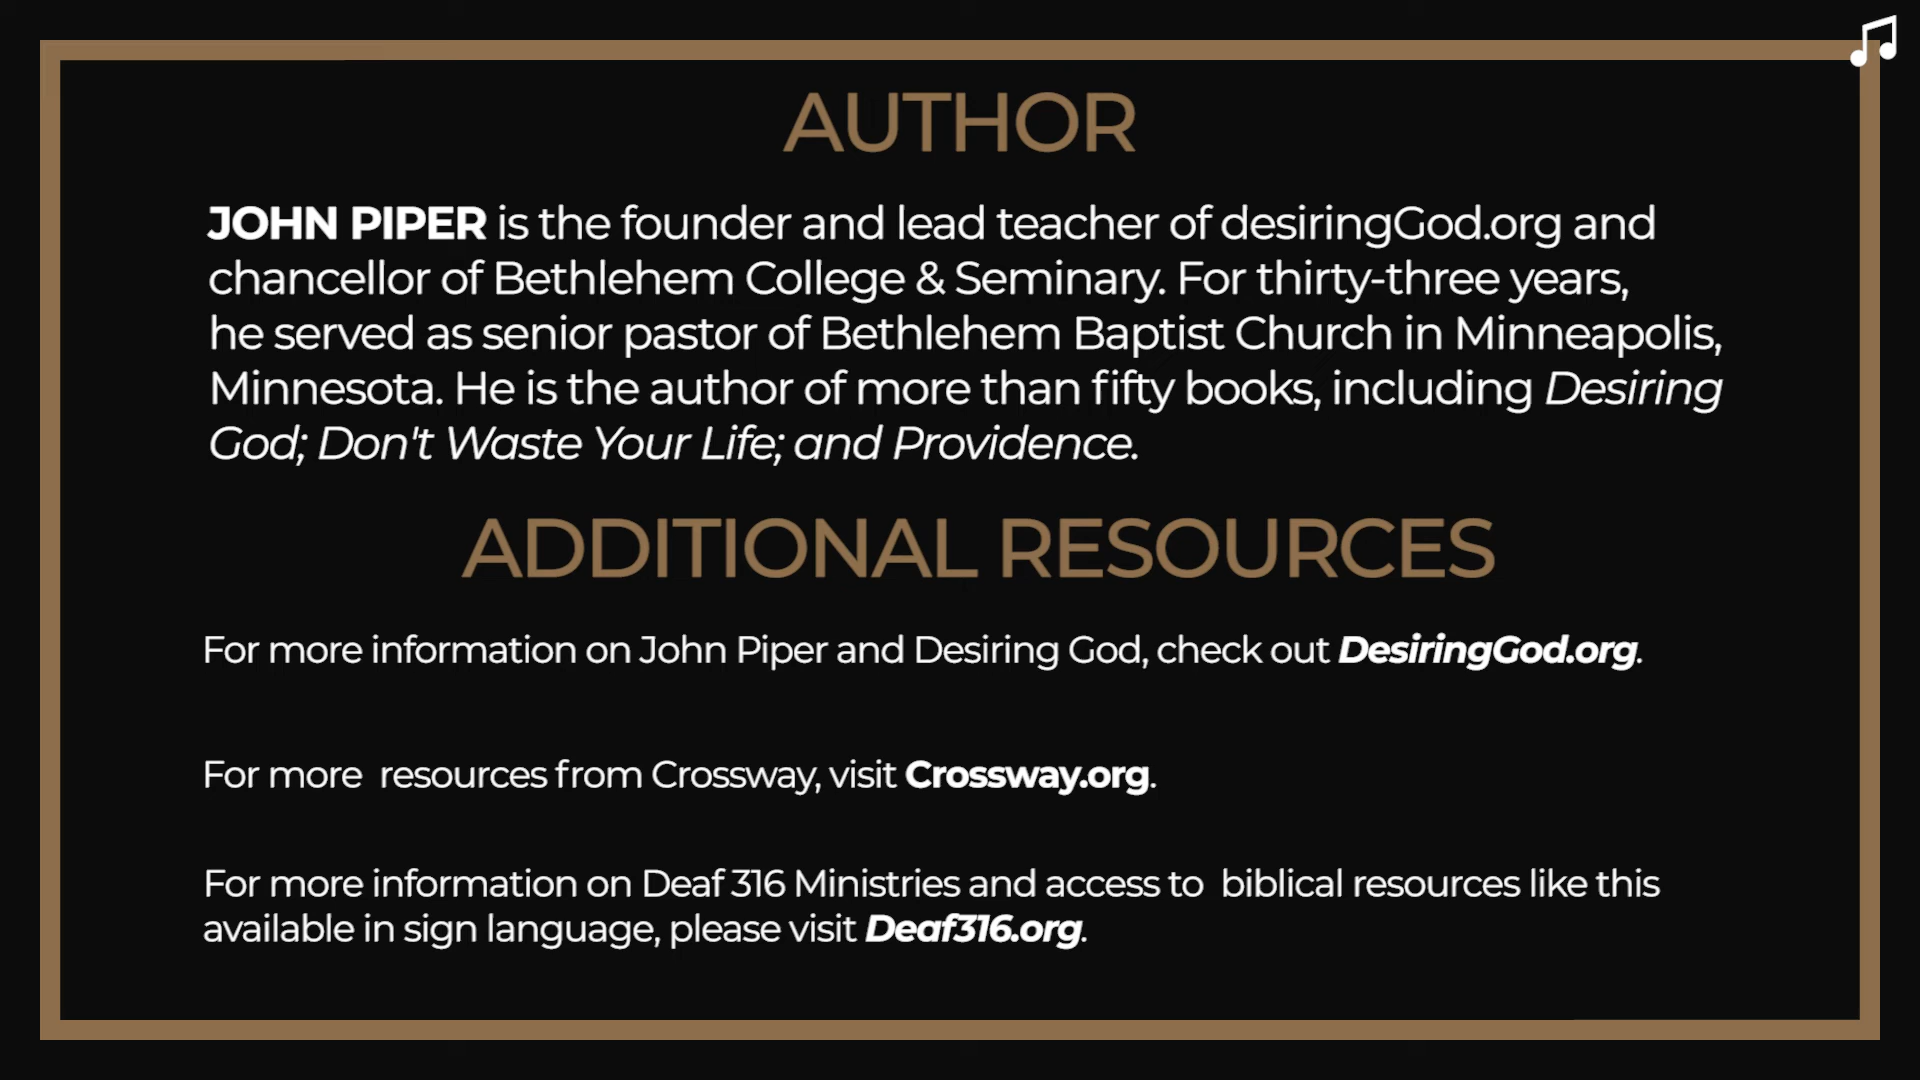 AUTHOR
JOHN PIPER is the founder and lead teacher of desiringGod.org and
chancellor of Bethlehem College & Seminary. For thirty-three years,
he served as senior pastor of Bethlehem Baptist Church in Minneapolis,
Minnesota. He is the author of more than fifty books, including Desiring
God; Don't Waste Your Life; and Providence.
ADDITIONAL RESOURCES
For more information on John Piper and Desiring God, check out DesiringGod.org.
For more  resources from Crossway, visit Crossway.org.
For more information on Deaf 316 Ministries and access to  biblical resources like this
available in sign language, please visit Deaf316.org.